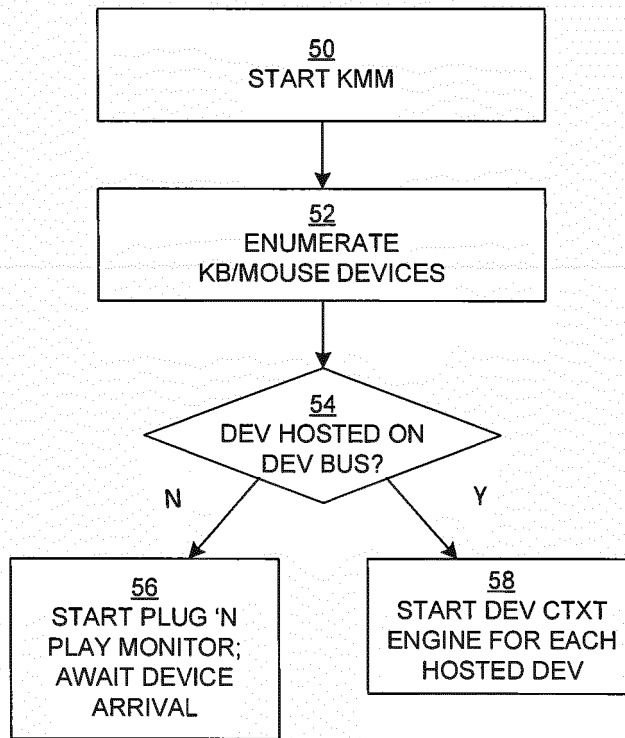 50
START KMM
52
ENUMERATE
KB/MOUSE DEVICES
54
DEV HOSTED ON
DEV BUS?
N
Y
56
START PLUG ‘N
PLAY MONITOR;
AWAIT DEVICE
ARRIVAL
58
START DEV CTXT
ENGINE FOR EACH
HOSTED DEV